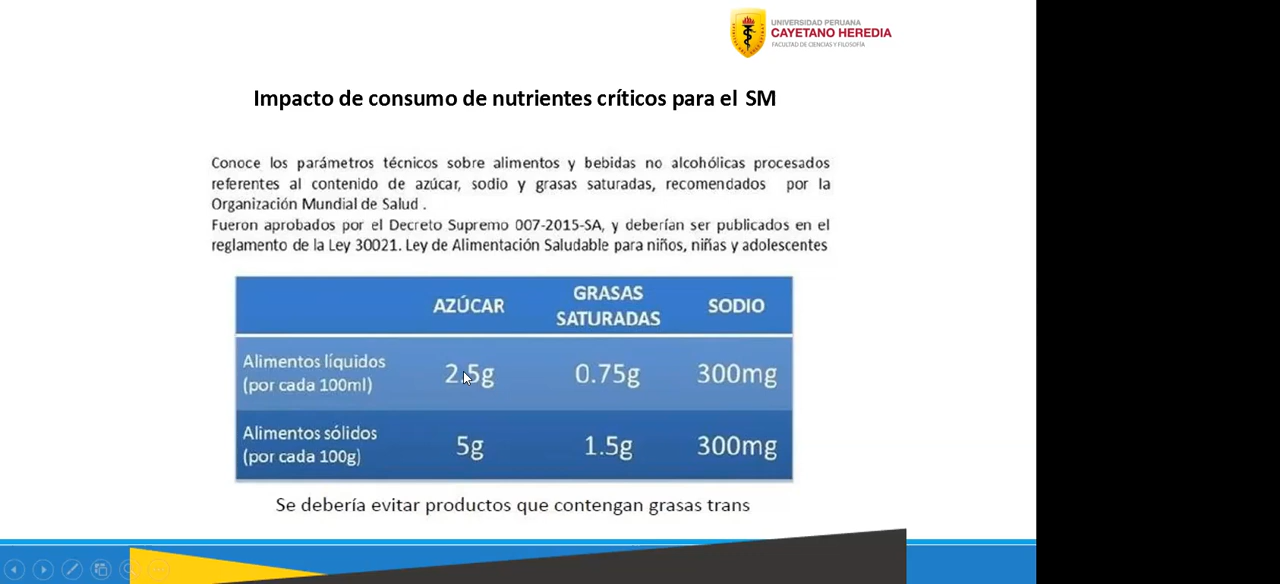 UNIVERSIDAD PERUANA
CAYETANO HEREDIA
FACULTAD DE CIENCIAS Y FILOSOFÍA
Impacto de consumo de nutrientes críticos para el SM
Conoce los parámetros técnicos sobre alimentos y bebidas no alcohólicas procesados
referentes al contenido de azúcar, sodio y grasas saturadas, recomendados por la
Organización Mundial de Salud .
Fueron aprobados por el Decreto Supremo 007-2015-SA, y deberían ser publicados en el
reglamento de la Ley 30021. Ley de Alimentación Saludable para niños, niñas y adolescentes
AZÚCAR GRASAS SATURADAS SODIO
Alimentos líquidos (por cada 100ml) 2.5g 0.75g 300mg
Alimentos sólidos (por cada 100g) 5g 1.5g 300mg
Se debería evitar productos que contengan grasas trans